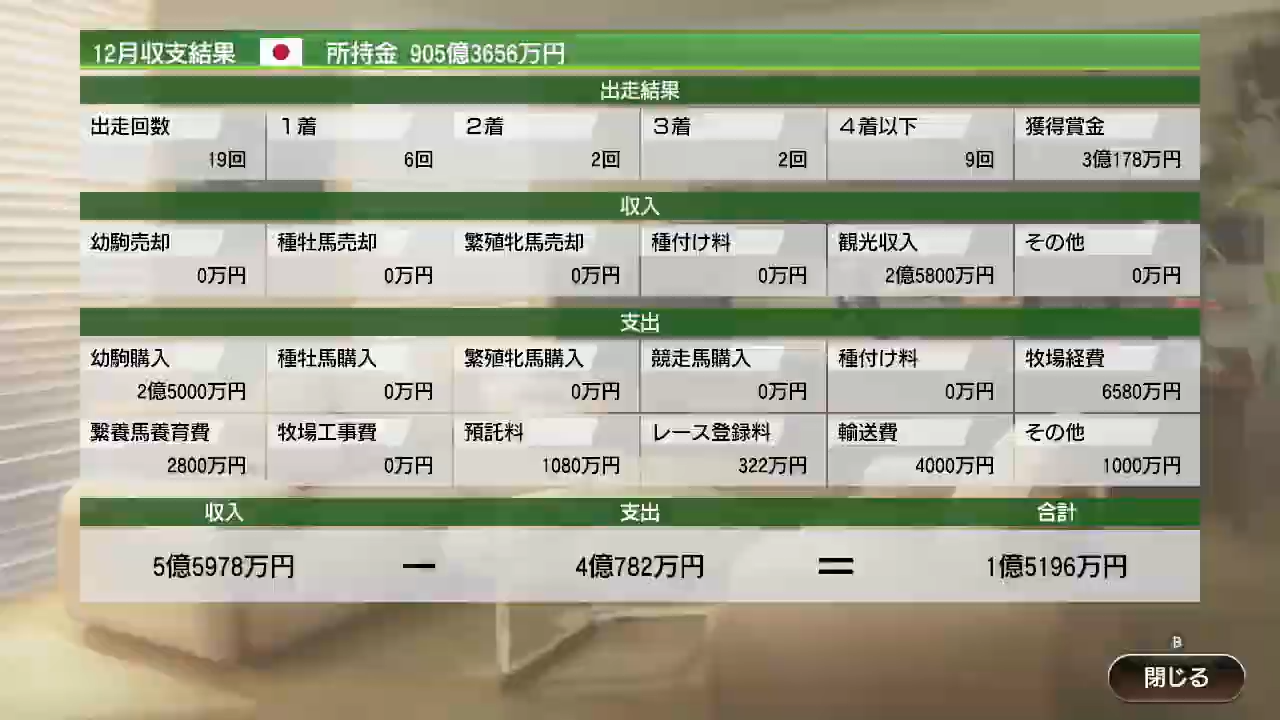 12月収支結果 所持金 905億3656万円
出走結果
出走回数 1着 2着 3着 4着以下 獲得賞金
19回 6回 2回 2回 9回 3億178万円
収入
幼駒売却 種牡馬売却 繁殖牝馬売却 種付け料 観光収入 その他
0万円 0万円 0万円 0万円 2億5800万円 0万円
支出
幼駒購入 種牡馬購入 繁殖牝馬購入 競走馬購入 種付け料 牧場経費
2億5000万円 0万円 0万円 0万円 0万円 6580万円
繋養馬養育費 牧場工事費 預託料 レース登録料 輸送費 その他
2800万円 0万円 1080万円 322万円 4000万円 1000万円
収入 支出 合計
5億5978万円 － 4億782万円 ＝ 1億5196万円
B
閉じる